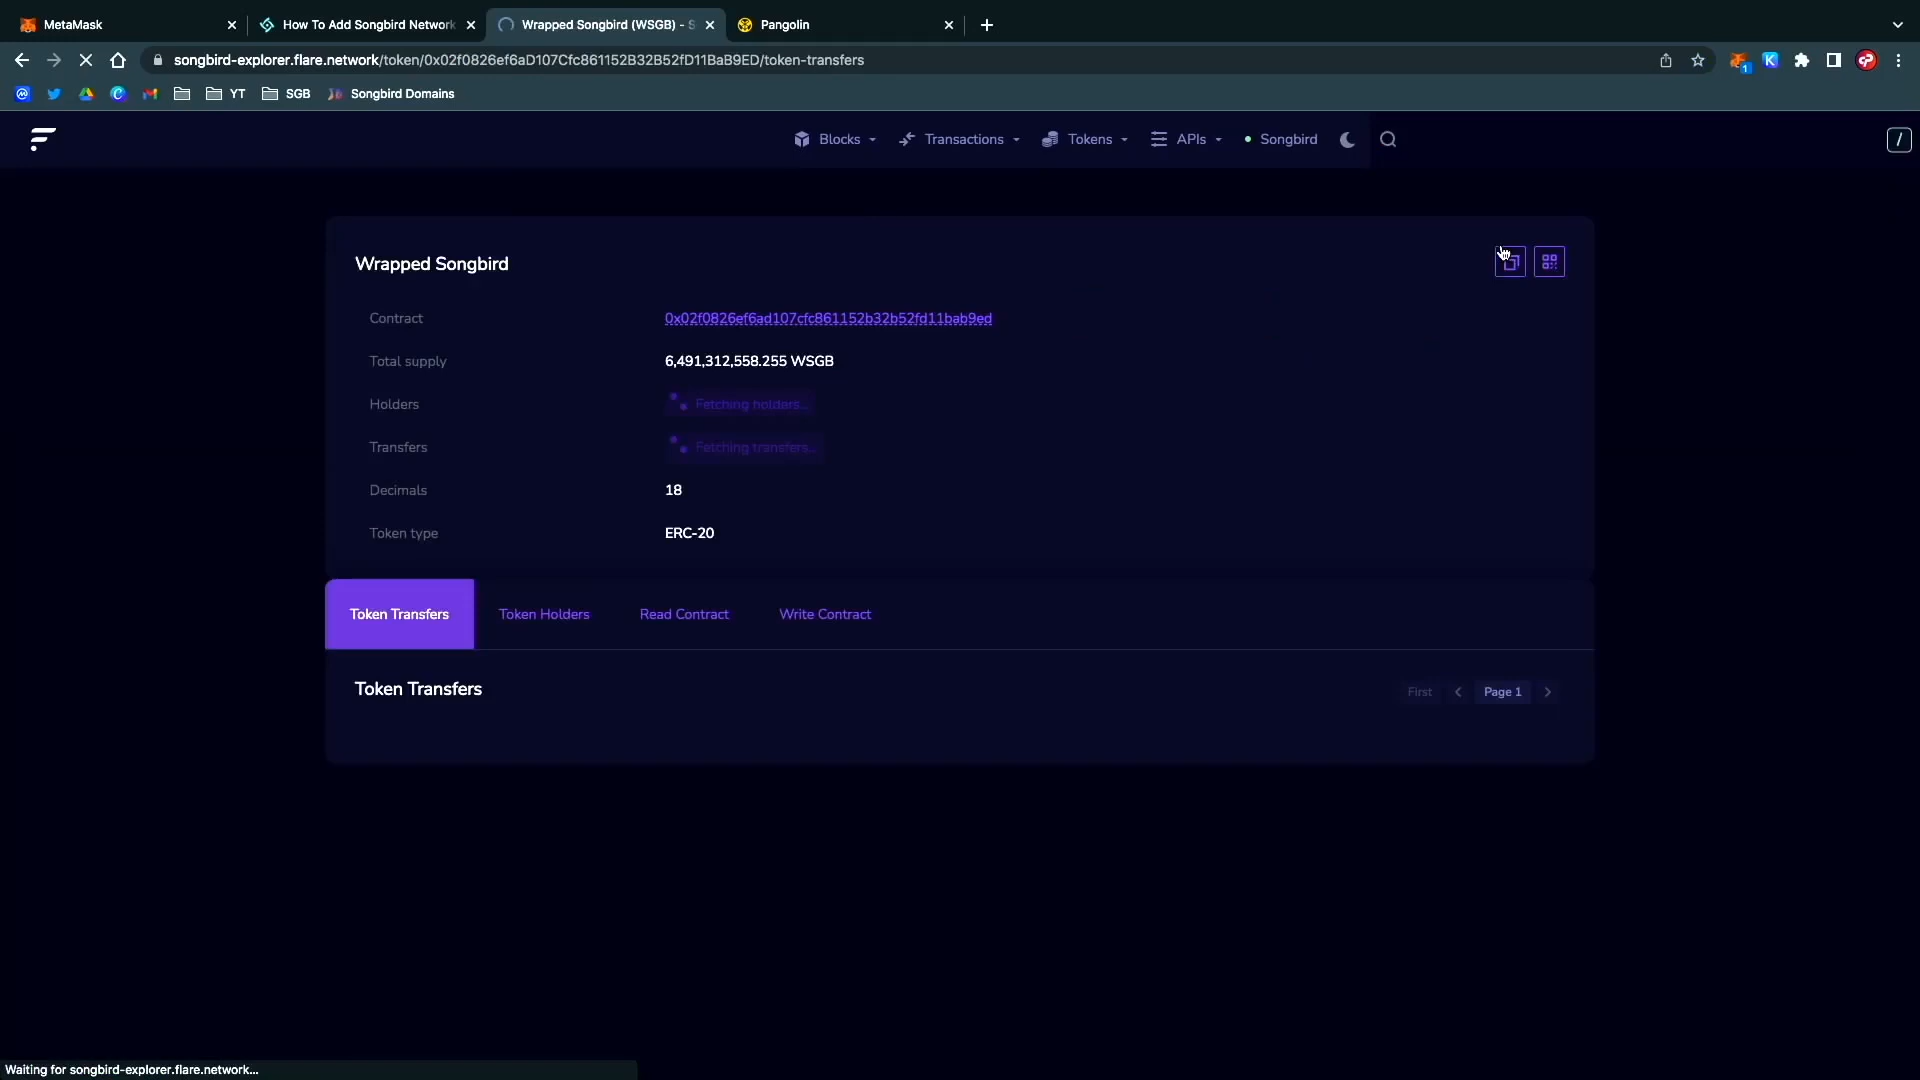 MetaMask
How To Add Songbird Network
Wrapped Songbird (WSGB) - S
Pangolin
songbird-explorer.flare.network/token/0x02f0826ef6aD107Cfc861152B32B52fD11BaB9ED/token-transfers
YT
SGB
Songbird Domains
Blocks
Transactions
Tokens
APIs
Songbird
/
Wrapped Songbird
Contract
0x02f0826ef6ad107cfc861152b32b52fd11bab9ed
Total supply
6,491,312,558.255 WSGB
Holders
Fetching holders...
Transfers
Fetching transfers...
Decimals
18
Token type
ERC-20
Token Transfers
Token Holders
Read Contract
Write Contract
Token Transfers
First
Page 1
Waiting for songbird-explorer.flare.network...